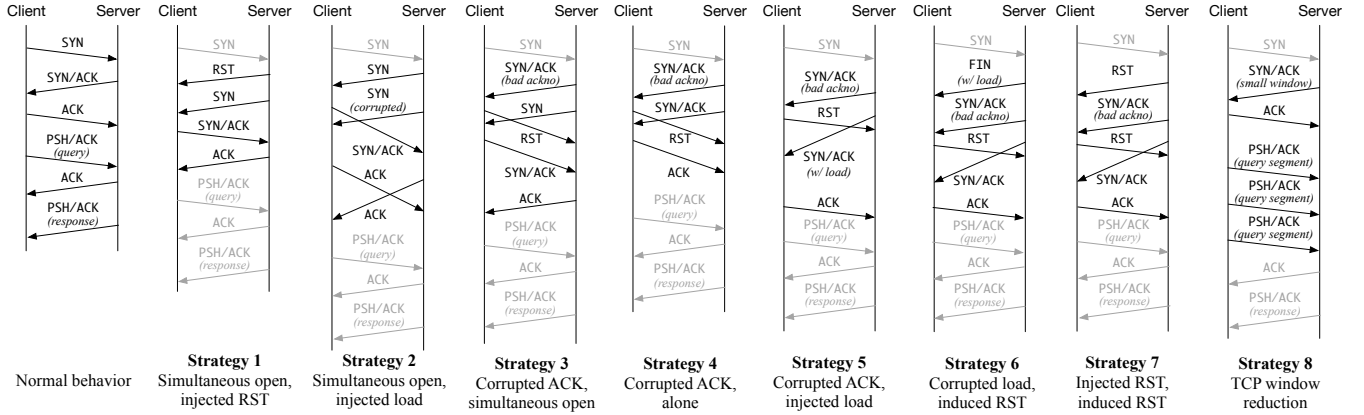 Client Server
SYN
SYN/ACK
ACK
PSH/ACK
(query)
ACK
PSH/ACK
(response)
Normal behavior
Client Server
SYN
RST
SYN
SYN/ACK
ACK
PSH/ACK
(query)
ACK
PSH/ACK
(response)
Strategy 1
Simultaneous open,
injected RST
Client Server
SYN
SYN
SYN
(corrupted)
SYN/ACK
ACK
ACK
PSH/ACK
(query)
ACK
PSH/ACK
(response)
Strategy 2
Simultaneous open,
injected load
Client Server
SYN
SYN/ACK
(bad ackno)
SYN
RST
SYN/ACK
ACK
PSH/ACK
(query)
ACK
PSH/ACK
(response)
Strategy 3
Corrupted ACK,
simultaneous open
Client Server
SYN
SYN/ACK
(bad ackno)
SYN/ACK
RST
ACK
PSH/ACK
(query)
ACK
PSH/ACK
(response)
Strategy 4
Corrupted ACK,
alone
Client Server
SYN
SYN/ACK
(bad ackno)
RST
SYN/ACK
(w/ load)
ACK
PSH/ACK
(query)
ACK
PSH/ACK
(response)
Strategy 5
Corrupted ACK,
injected load
Client Server
SYN
FIN
(w/ load)
SYN/ACK
(bad ackno)
RST
SYN/ACK
ACK
PSH/ACK
(query)
ACK
PSH/ACK
(response)
Strategy 6
Corrupted load,
induced RST
Client Server
SYN
RST
SYN/ACK
(bad ackno)
RST
SYN/ACK
ACK
PSH/ACK
(query)
ACK
PSH/ACK
(response)
Strategy 7
Injected RST,
induced RST
Client Server
SYN
SYN/ACK
(small window)
ACK
PSH/ACK
(query segment)
PSH/ACK
(query segment)
PSH/ACK
(query segment)
ACK
PSH/ACK
(response)
Strategy 8
TCP window
reduction